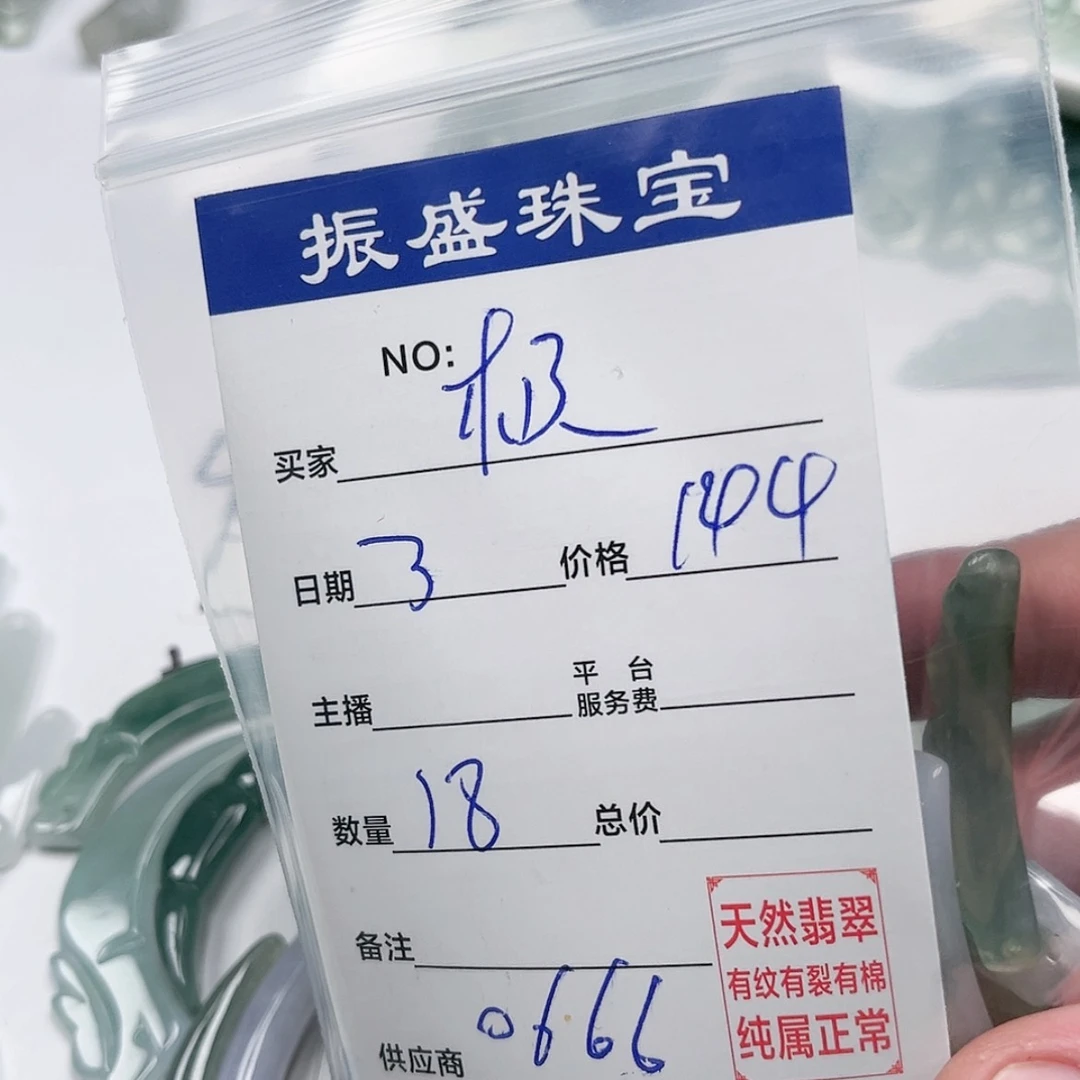 振盛珠宝
NO: 极
买家
日期 3 价格 144
主播 平台服务费
数量 18 总价
备注
供应商 0666
天然翡翠
有纹有裂有棉
纯属正常